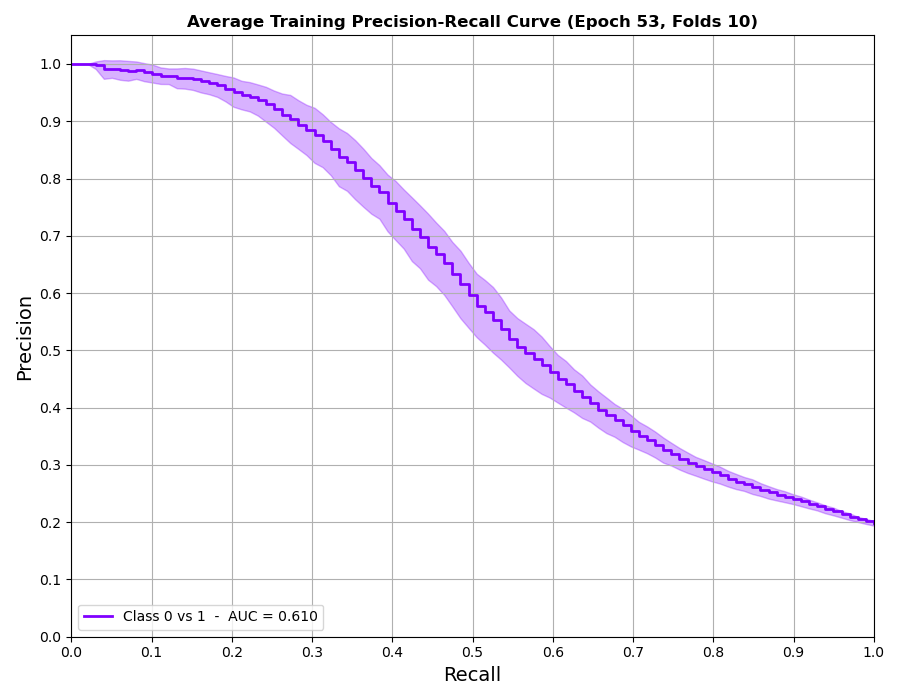 Average Training Precision-Recall Curve (Epoch 53, Folds 10)
1.0
0.9
0.8
0.7
0.6
0.5
0.4
0.3
0.2
0.1
0.0
Precision
Class 0 vs 1 - AUC = 0.610
0.0 0.1 0.2 0.3 0.4 0.5 0.6 0.7 0.8 0.9 1.0
Recall